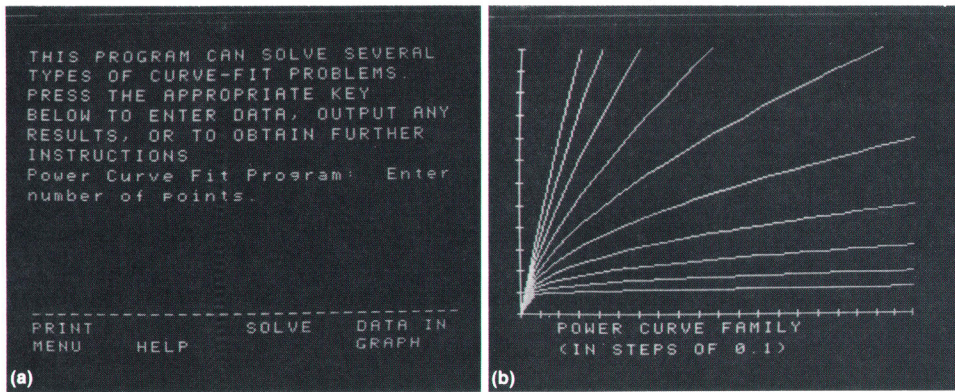 THIS PROGRAM CAN SOLVE SEVERAL
TYPES OF CURVE-FIT PROBLEMS.
PRESS THE APPROPRIATE KEY
BELOW TO ENTER DATA, OUTPUT ANY
RESULTS, OR TO OBTAIN FURTHER
INSTRUCTIONS
Power Curve Fit Program: Enter
number of points.
PRINT MENU
HELP
SOLVE
DATA IN GRAPH
(a)
POWER CURVE FAMILY
(IN STEPS OF 0.1)
(b)